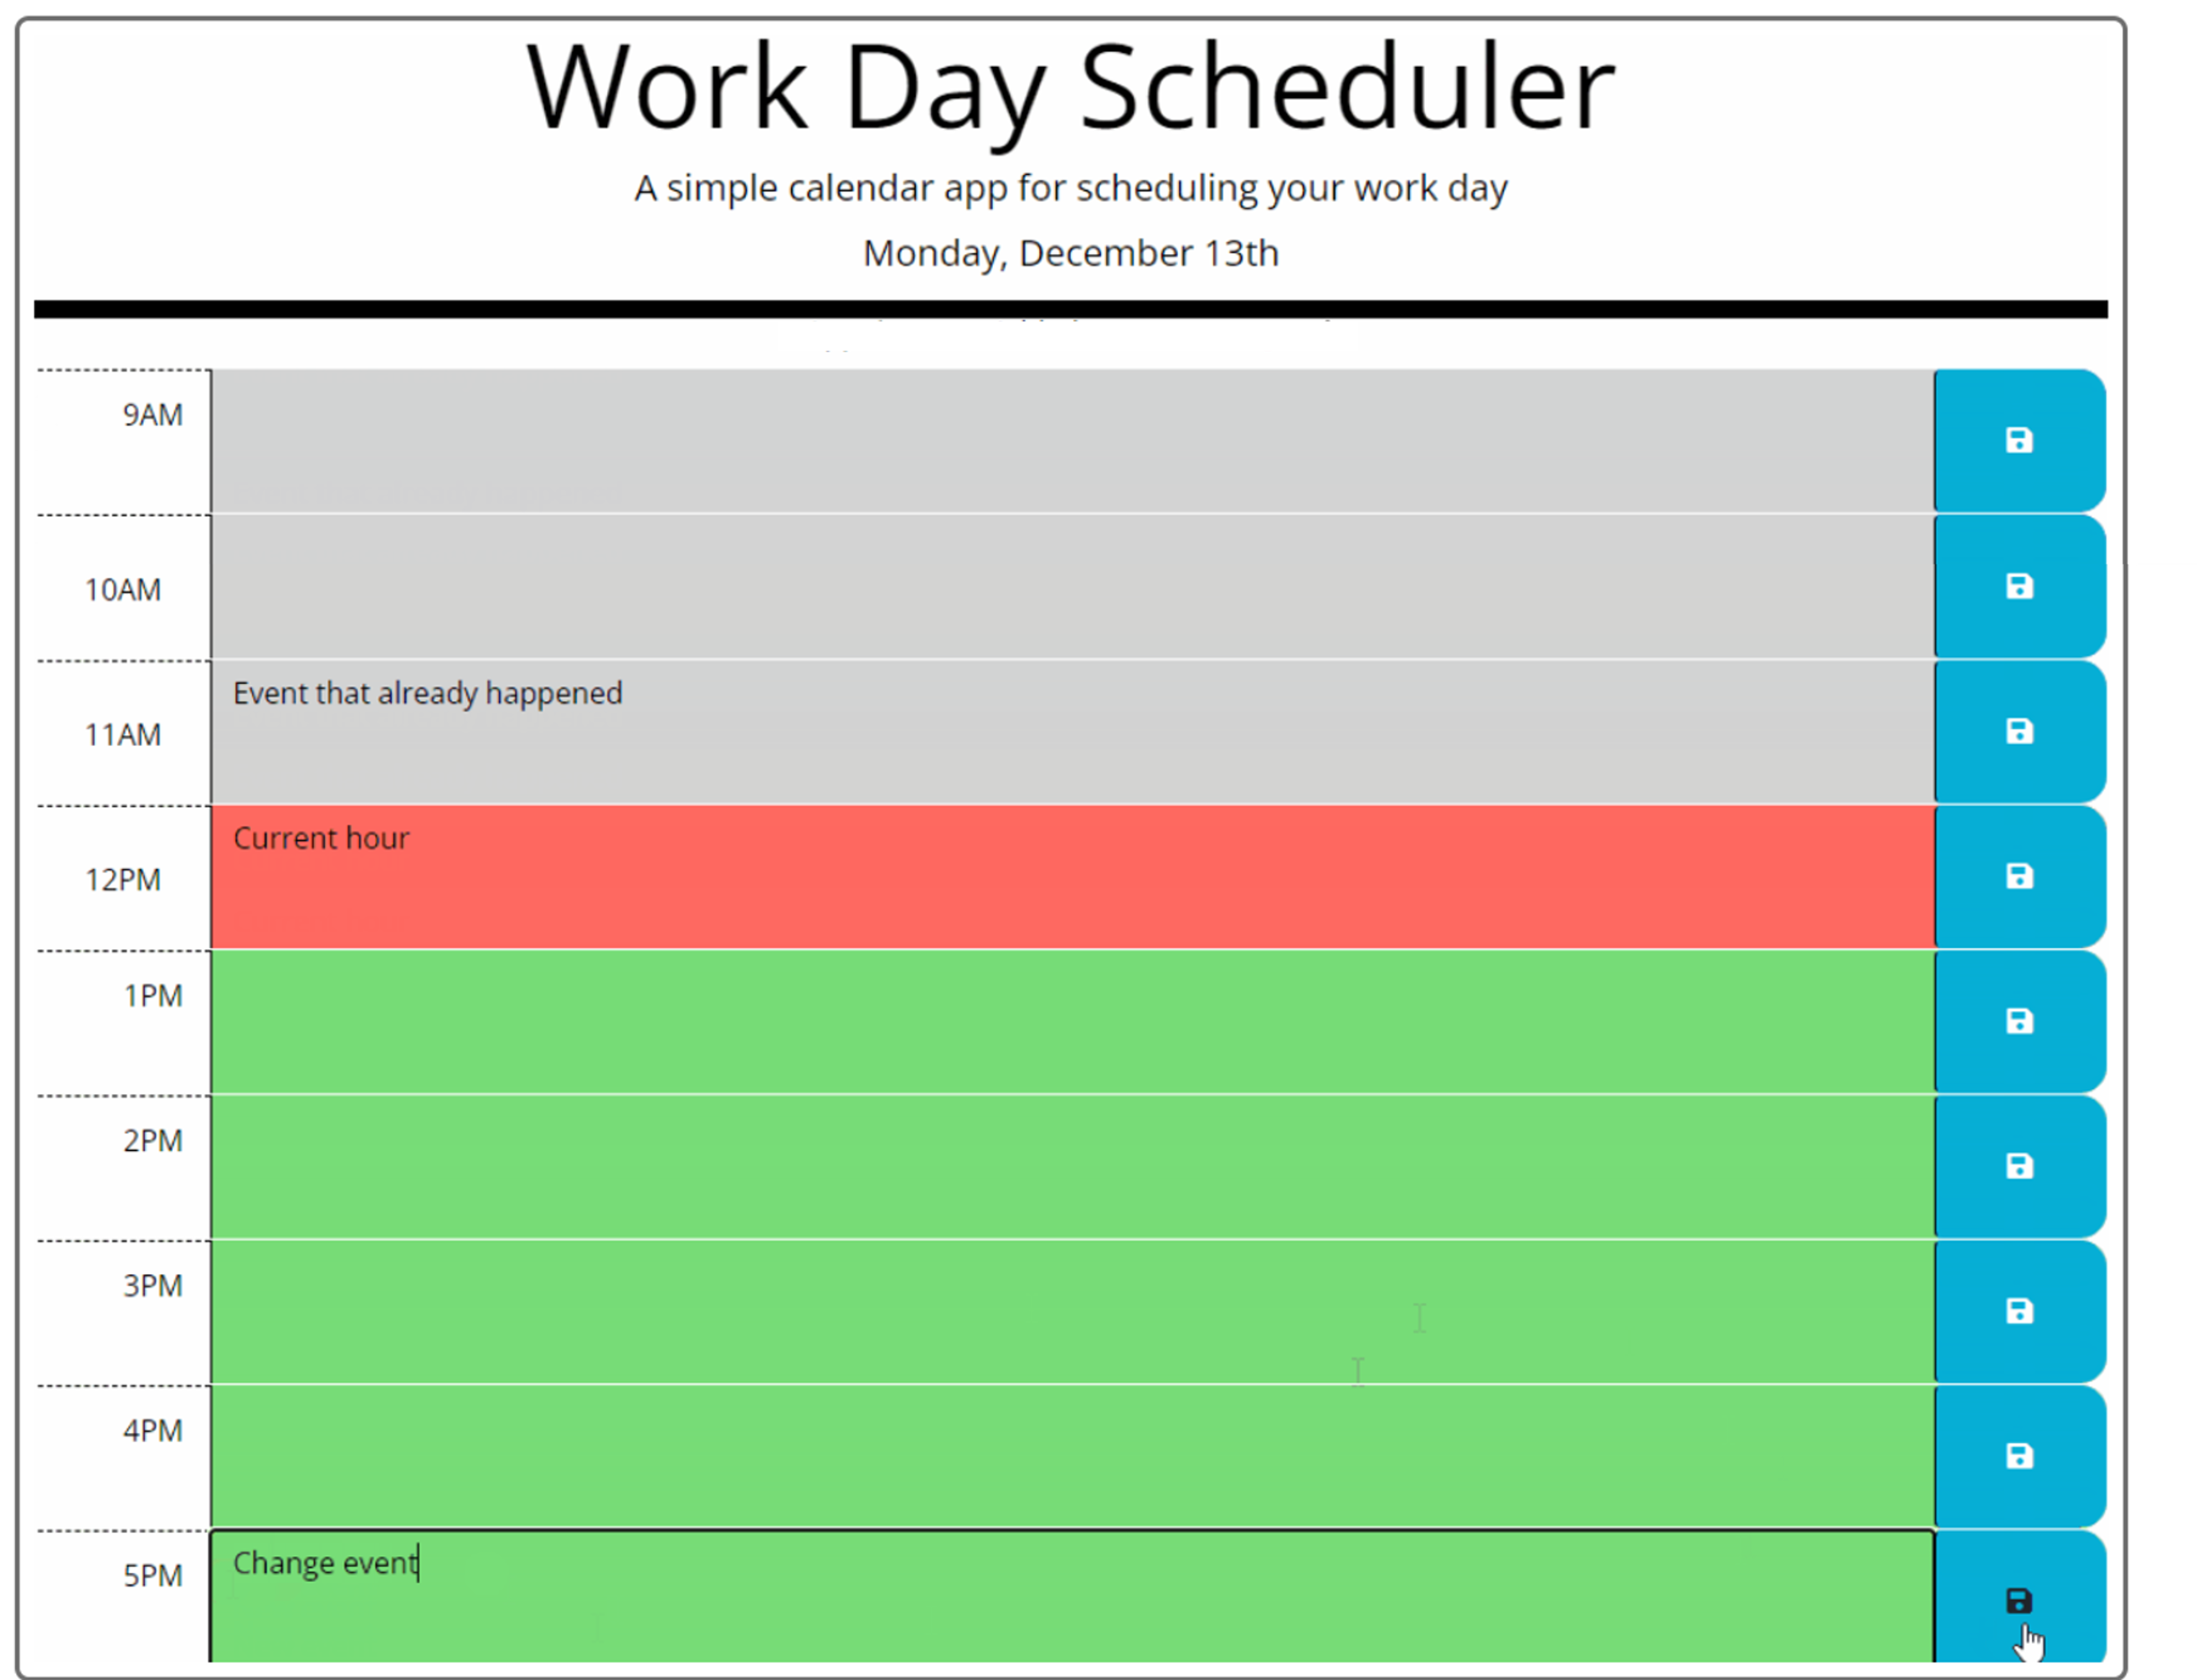 Work Day Scheduler
A simple calendar app for scheduling your work day
Monday, December 13th
9AM
10AM
11AM
Event that already happened
12PM
Current hour
1PM
2PM
3PM
4PM
5PM
Change event